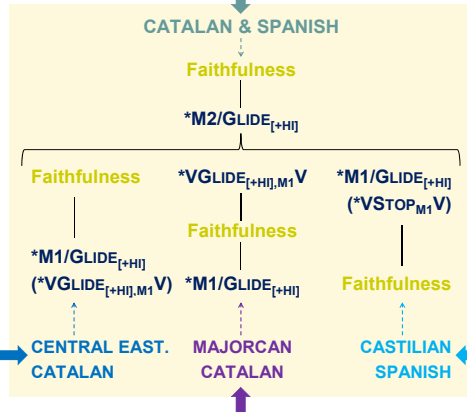 CATALAN & SPANISH
Faithfulness
*M2/GLIDE[+HI]
Faithfulness
*M1/GLIDE[+HI]
(*VGLIDE[+HI],M1V)
CENTRAL EAST.
CATALAN
*VGLIDE[+HI],M1V
Faithfulness
*M1/GLIDE[+HI]
MAJORCAN
CATALAN
*M1/GLIDE[+HI]
(*VSTOPM1V)
Faithfulness
CASTILIAN
SPANISH